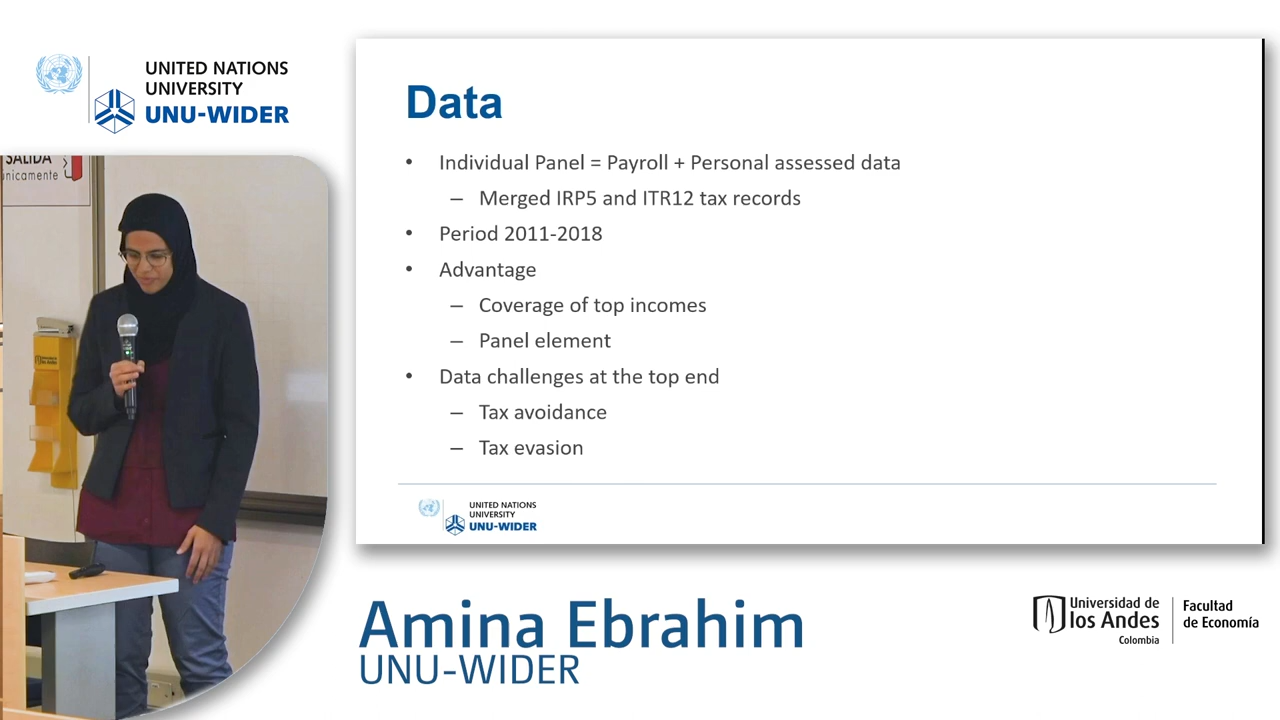 UNITED NATIONS
UNIVERSITY
UNU-WIDER
SALIDA
unicamente
Data
• Individual Panel = Payroll + Personal assessed data
– Merged IRP5 and ITR12 tax records
• Period 2011-2018
• Advantage
– Coverage of top incomes
– Panel element
• Data challenges at the top end
– Tax avoidance
– Tax evasion
UNITED NATIONS
UNIVERSITY
UNU-WIDER
Amina Ebrahim
UNU-WIDER
Universidad de
los Andes
Colombia
Facultad
de Economía